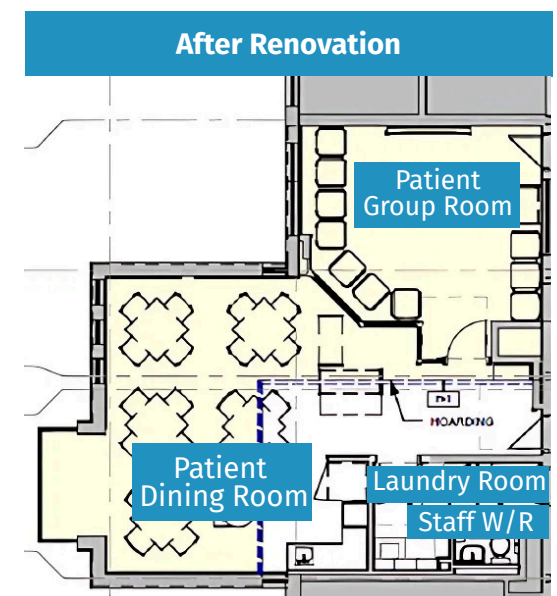 After Renovation
Patient
Group Room
HOARDING
Patient
Dining Room
Laundry Room
Staff W/R